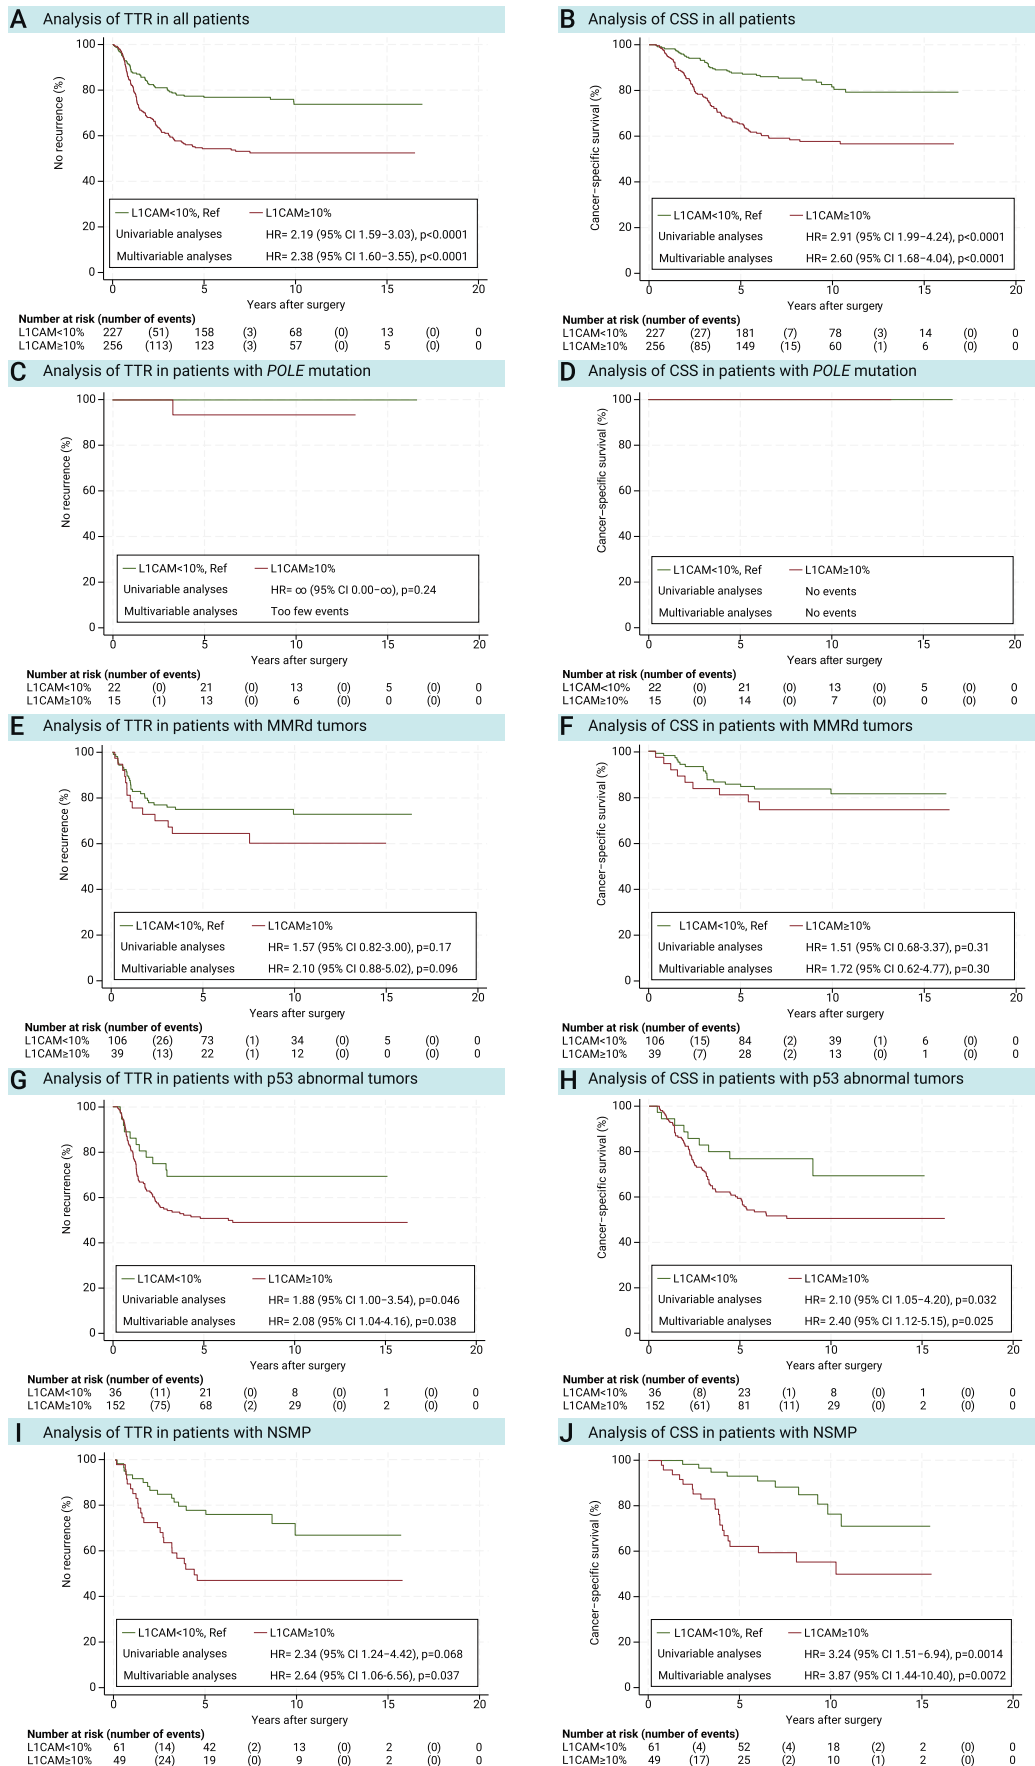 A Analysis of TTR in all patients
No recurrence (%)
100
80
60
40
20
0
L1CAM<10%, Ref L1CAM≥10%
Univariable analyses HR= 2.19 (95% CI 1.59−3.03), p<0.0001
Multivariable analyses HR= 2.38 (95% CI 1.60−3.55), p<0.0001
0 5 10 15 20
Years after surgery
Number at risk (number of events)
L1CAM<10% 227 (51) 158 (3) 68 (0) 13 (0) 0
L1CAM≥10% 256 (113) 123 (3) 57 (0) 5 (0) 0
B Analysis of CSS in all patients
Cancer−specific survival (%)
100
80
60
40
20
0
L1CAM<10%, Ref L1CAM≥10%
Univariable analyses HR= 2.91 (95% CI 1.99−4.24), p<0.0001
Multivariable analyses HR= 2.60 (95% CI 1.68−4.04), p<0.0001
0 5 10 15 20
Years after surgery
Number at risk (number of events)
L1CAM<10% 227 (27) 181 (7) 78 (3) 14 (0) 0
L1CAM≥10% 256 (85) 149 (15) 60 (1) 6 (0) 0
C Analysis of TTR in patients with POLE mutation
No recurrence (%)
100
80
60
40
20
0
L1CAM<10%, Ref L1CAM≥10%
Univariable analyses HR= ∞ (95% CI 0.00−∞), p=0.24
Multivariable analyses Too few events
0 5 10 15 20
Years after surgery
Number at risk (number of events)
L1CAM<10% 22 (0) 21 (0) 13 (0) 5 (0) 0
L1CAM≥10% 15 (1) 13 (0) 6 (0) 0 (0) 0
D Analysis of CSS in patients with POLE mutation
Cancer−specific survival (%)
100
80
60
40
20
0
L1CAM<10%, Ref L1CAM≥10%
Univariable analyses No events
Multivariable analyses No events
0 5 10 15 20
Years after surgery
Number at risk (number of events)
L1CAM<10% 22 (0) 21 (0) 13 (0) 5 (0) 0
L1CAM≥10% 15 (0) 14 (0) 7 (0) 0 (0) 0
E Analysis of TTR in patients with MMRd tumors
No recurrence (%)
100
80
60
40
20
0
L1CAM<10%, Ref L1CAM≥10%
Univariable analyses HR= 1.57 (95% CI 0.82-3.00), p=0.17
Multivariable analyses HR= 2.10 (95% CI 0.88-5.02), p=0.096
0 5 10 15 20
Years after surgery
Number at risk (number of events)
L1CAM<10% 106 (26) 73 (1) 34 (0) 5 (0) 0
L1CAM≥10% 39 (13) 22 (1) 12 (0) 0 (0) 0
F Analysis of CSS in patients with MMRd tumors
Cancer−specific survival (%)
100
80
60
40
20
0
L1CAM<10%, Ref L1CAM≥10%
Univariable analyses HR= 1.51 (95% CI 0.68-3.37), p=0.31
Multivariable analyses HR= 1.72 (95% CI 0.62-4.77), p=0.30
0 5 10 15 20
Years after surgery
Number at risk (number of events)
L1CAM<10% 106 (15) 84 (2) 39 (1) 6 (0) 0
L1CAM≥10% 39 (7) 28 (2) 13 (0) 1 (0) 0
G Analysis of TTR in patients with p53 abnormal tumors
No recurrence (%)
100
80
60
40
20
0
L1CAM<10% L1CAM≥10%
Univariable analyses HR= 1.88 (95% CI 1.00−3.54), p=0.046
Multivariable analyses HR= 2.08 (95% CI 1.04-4.16), p=0.038
0 5 10 15 20
Years after surgery
Number at risk (number of events)
L1CAM<10% 36 (11) 21 (0) 8 (0) 1 (0) 0
L1CAM≥10% 152 (75) 68 (2) 29 (0) 2 (0) 0
H Analysis of CSS in patients with p53 abnormal tumors
Cancer−specific survival (%)
100
80
60
40
20
0
L1CAM<10% L1CAM≥10%
Univariable analyses HR= 2.10 (95% CI 1.05−4.20), p=0.032
Multivariable analyses HR= 2.40 (95% CI 1.12-5.15), p=0.025
0 5 10 15 20
Years after surgery
Number at risk (number of events)
L1CAM<10% 36 (8) 23 (1) 8 (0) 1 (0) 0
L1CAM≥10% 152 (61) 81 (11) 29 (0) 2 (0) 0
I Analysis of TTR in patients with NSMP
No recurrence (%)
100
80
60
40
20
0
L1CAM<10%, Ref L1CAM≥10%
Univariable analyses HR= 2.34 (95% CI 1.24−4.42), p=0.068
Multivariable analyses HR= 2.64 (95% CI 1.06-6.56), p=0.037
0 5 10 15 20
Years after surgery
Number at risk (number of events)
L1CAM<10% 61 (14) 42 (2) 13 (0) 2 (0) 0
L1CAM≥10% 49 (24) 19 (0) 9 (0) 2 (0) 0
J Analysis of CSS in patients with NSMP
Cancer−specific survival (%)
100
80
60
40
20
0
L1CAM<10%, Ref L1CAM≥10%
Univariable analyses HR= 3.24 (95% CI 1.51−6.94), p=0.0014
Multivariable analyses HR= 3.87 (95% CI 1.44-10.40), p=0.0072
0 5 10 15 20
Years after surgery
Number at risk (number of events)
L1CAM<10% 61 (4) 52 (4) 18 (2) 2 (0) 0
L1CAM≥10% 49 (17) 25 (2) 10 (1) 2 (0) 0